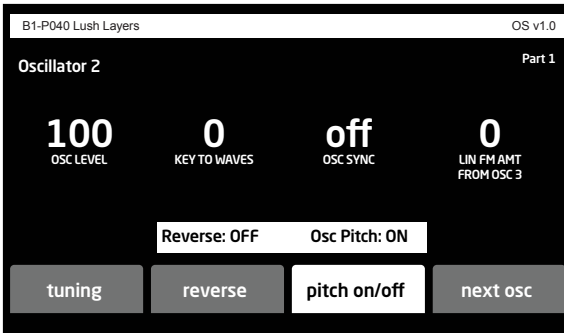 B1-P040 Lush Layers OS v1.0
Oscillator 2 Part 1
100 0 off 0
OSC LEVEL KEY TO WAVES OSC SYNC LIN FM AMT
FROM OSC 3
Reverse: OFF Osc Pitch: ON
tuning reverse pitch on/off next osc